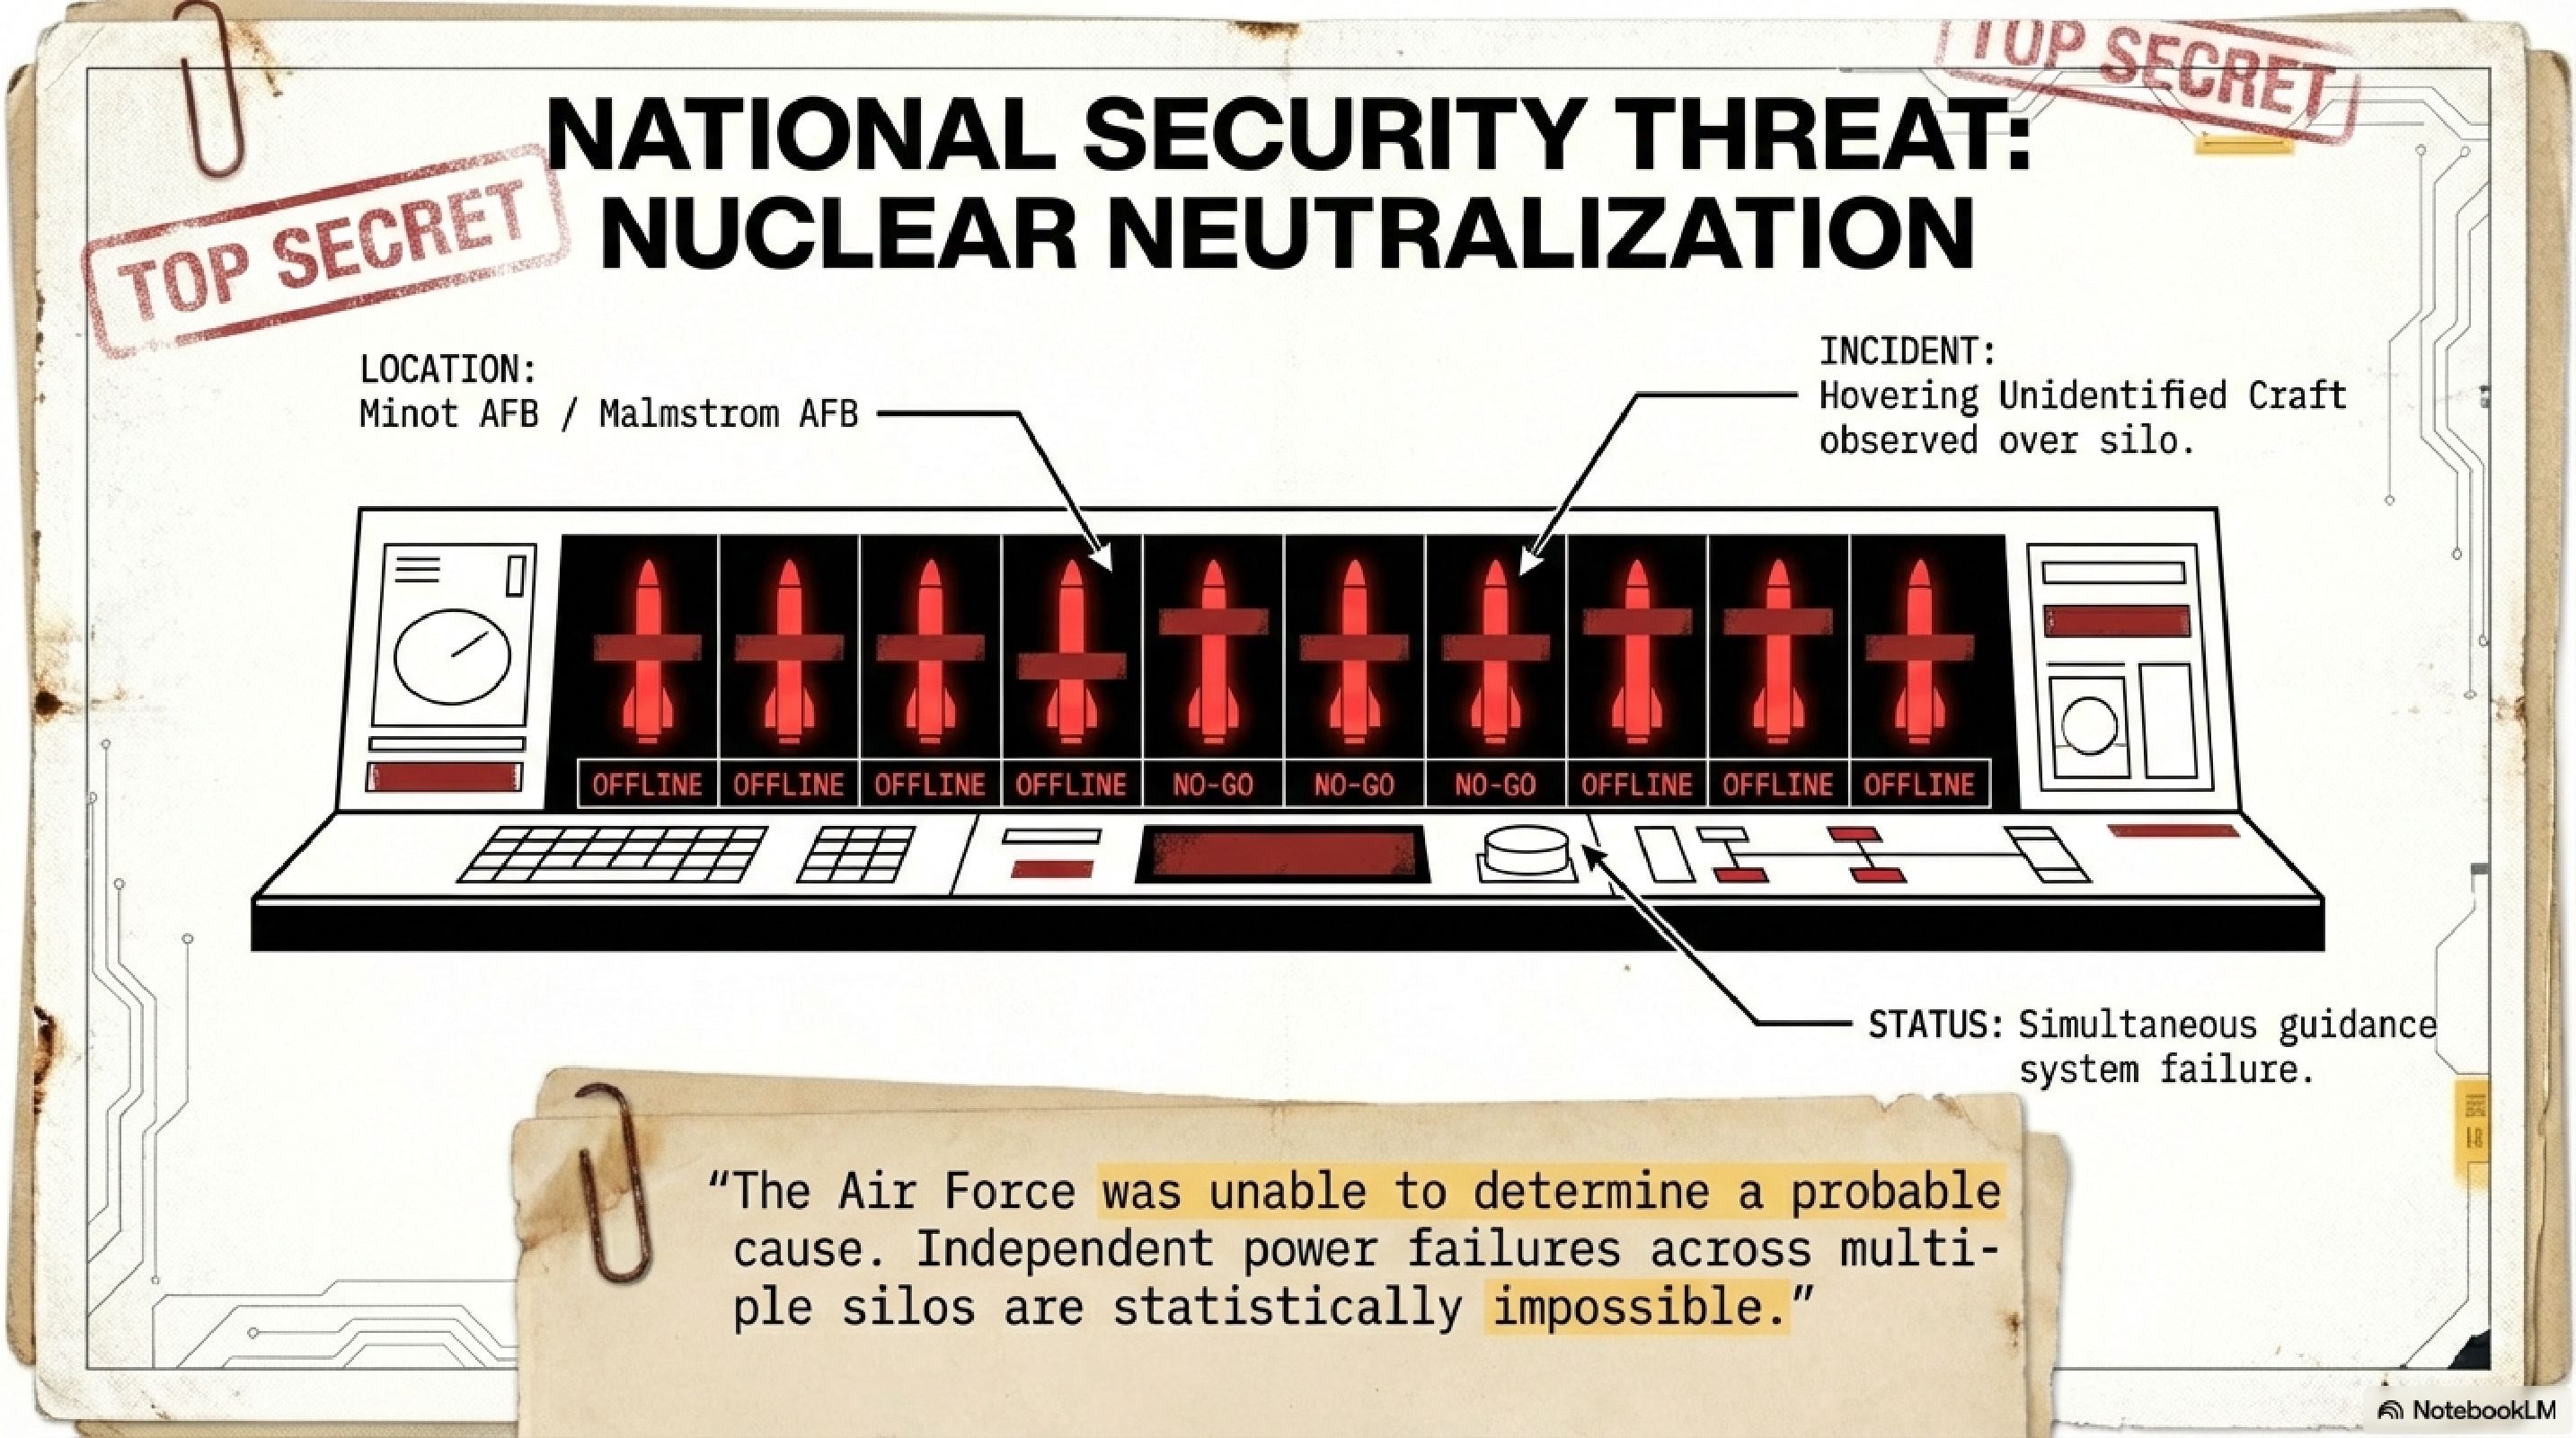 TOP SECRET
NATIONAL SECURITY THREAT:
NUCLEAR NEUTRALIZATION
TOP SECRET
LOCATION:
Minot AFB / Malmstrom AFB
INCIDENT:
Hovering Unidentified Craft
observed over silo.
OFFLINE OFFLINE OFFLINE OFFLINE NO-GO NO-GO NO-GO OFFLINE OFFLINE OFFLINE
STATUS: Simultaneous guidance
system failure.
“The Air Force was unable to determine a probable
cause. Independent power failures across multi-
ple silos are statistically impossible.”
NotebookLM